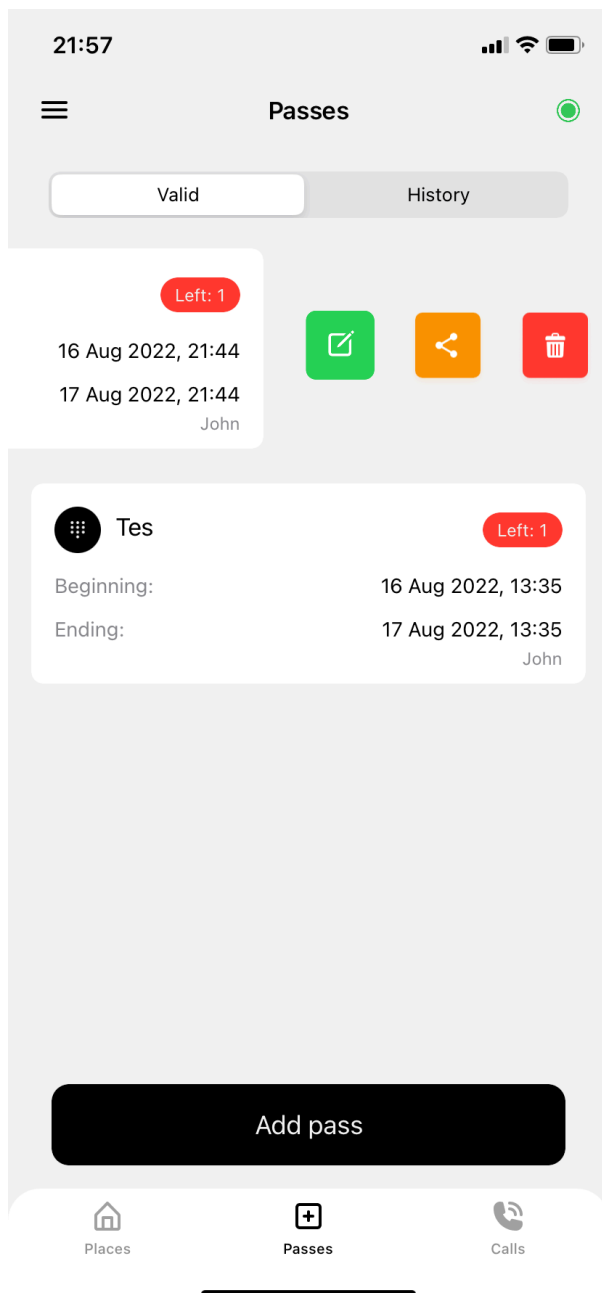 21:57
Passes
Valid
History
Left: 1
16 Aug 2022, 21:44
17 Aug 2022, 21:44
John
Tes
Left: 1
Beginning:
16 Aug 2022, 13:35
Ending:
17 Aug 2022, 13:35
John
Add pass
Places
Passes
Calls